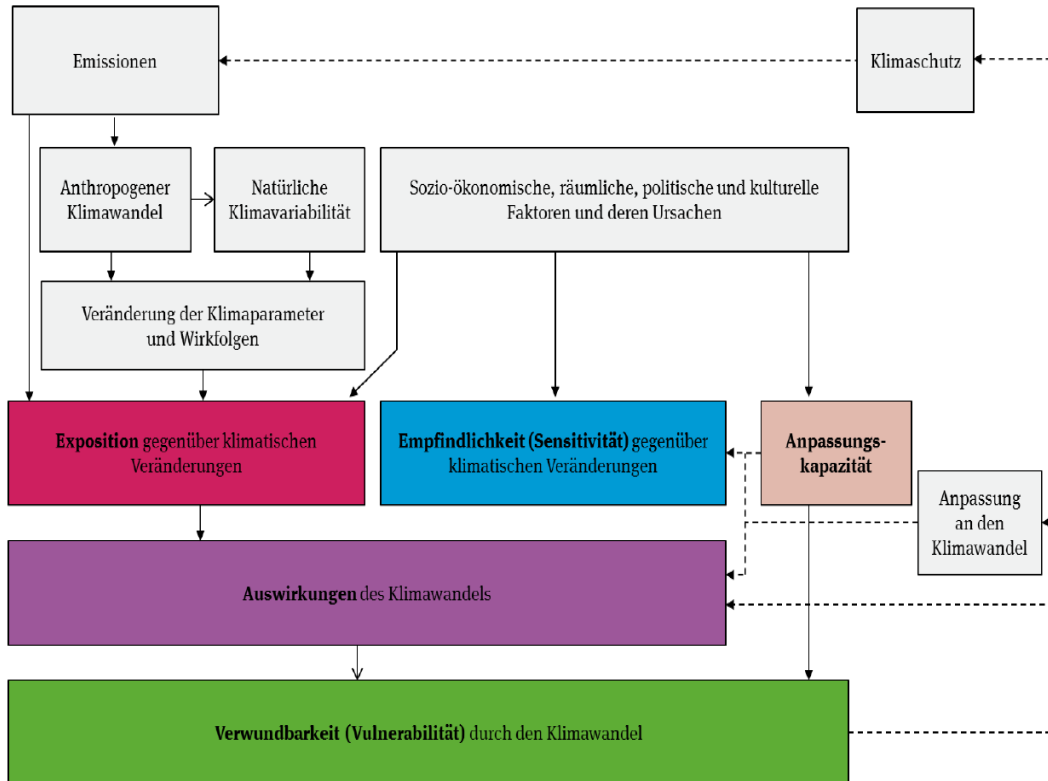 Emissionen
Klimaschutz
Anthropogener
Klimawandel
Natürliche
Klimavariabilität
Sozio-ökonomische, räumliche, politische und kulturelle
Faktoren und deren Ursachen
Veränderung der Klimaparameter
und Wirkfolgen
Exposition gegenüber klimatischen
Veränderungen
Empfindlichkeit (Sensitivität) gegenüber
klimatischen Veränderungen
Anpassungs-
kapazität
Anpassung
an den
Klimawandel
Auswirkungen des Klimawandels
Verwundbarkeit (Vulnerabilität) durch den Klimawandel